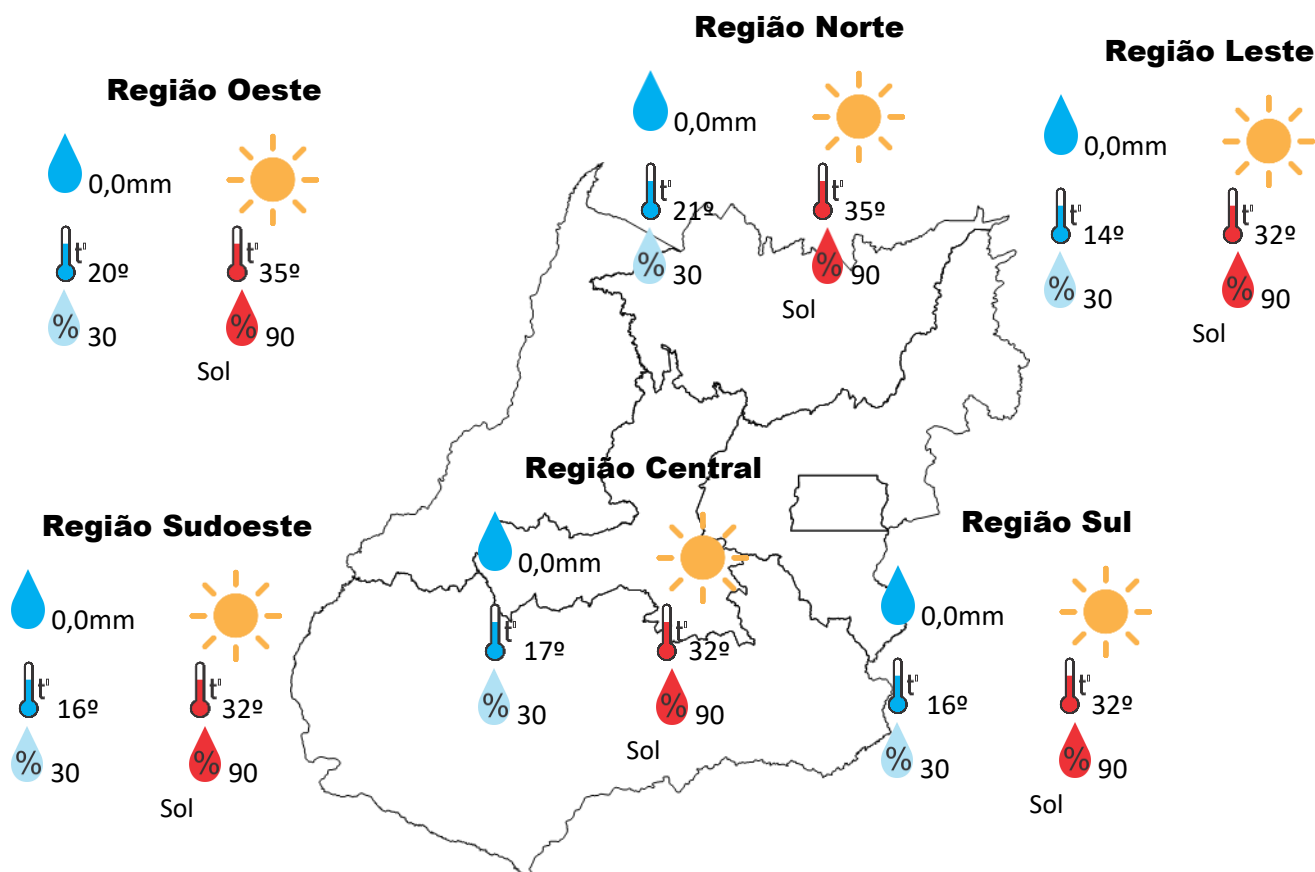 Região Norte
0,0mm
t°
21º
t°
35º
% 30
% 90
Sol
Região Leste
0,0mm
t°
14º
t°
32º
% 30
% 90
Sol
Região Oeste
0,0mm
t°
20º
t°
35º
% 30
% 90
Sol
Região Central
0,0mm
t°
17º
t°
32º
% 30
% 90
Sol
Região Sudoeste
0,0mm
t°
16º
t°
32º
% 30
% 90
Sol
Região Sul
0,0mm
t°
16º
t°
32º
% 30
% 90
Sol